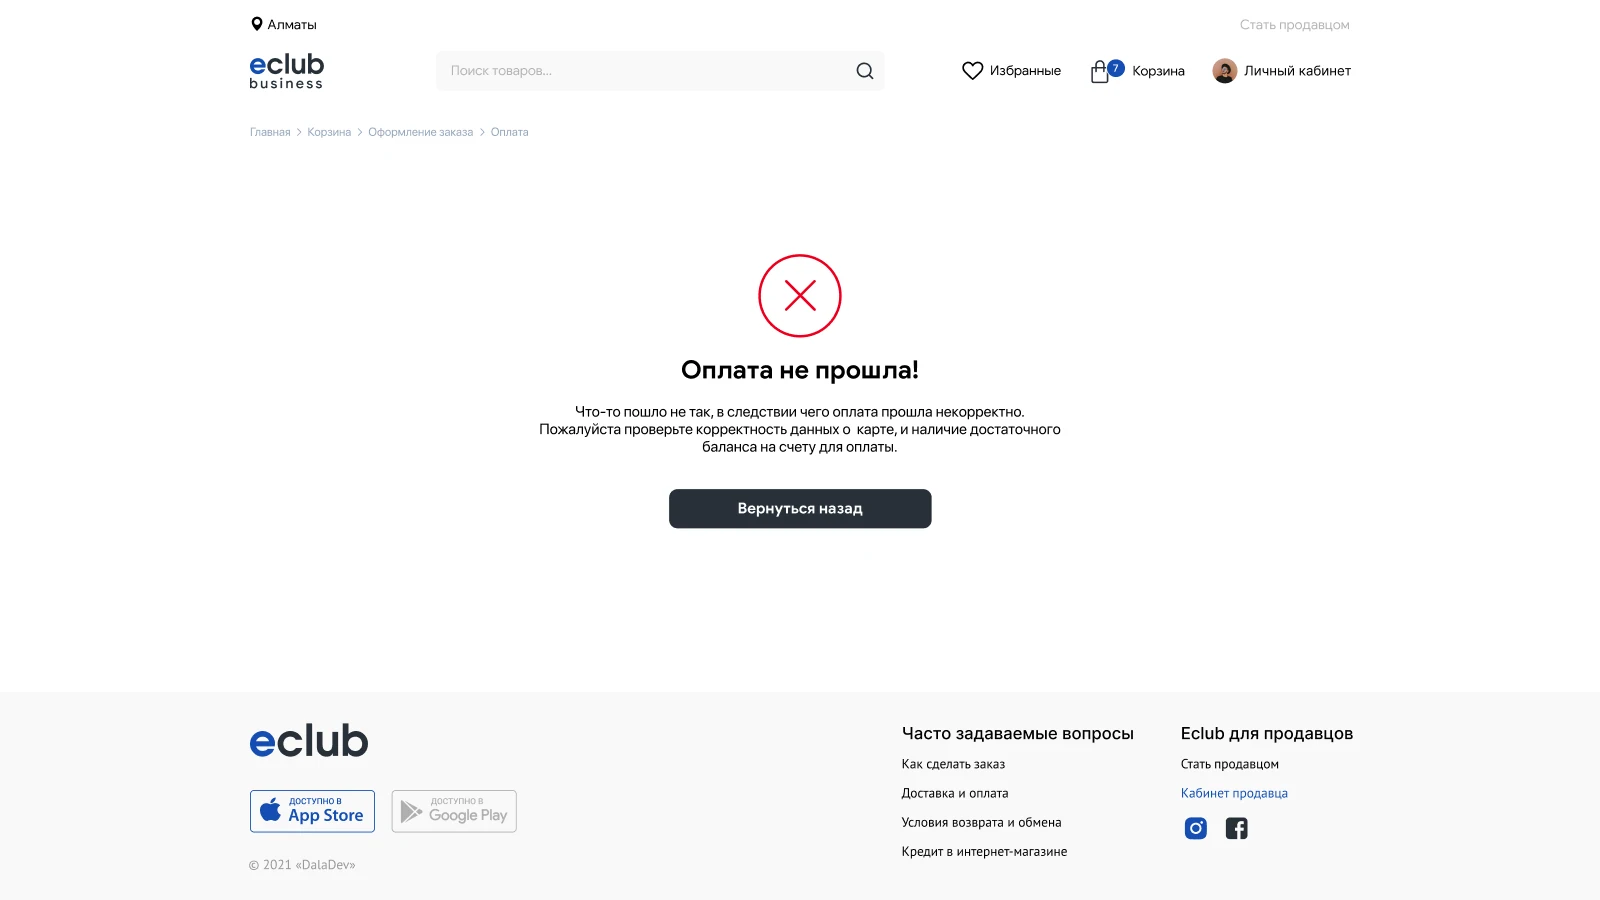 Алматы
Стать продавцом
eclub
business
Поиск товаров...
Избранные
7
Корзина
Личный кабинет
Главная > Корзина > Оформление заказа > Оплата
Оплата не прошла!
Что-то пошло не так, в следствии чего оплата прошла некорректно.
Пожалуйста проверьте корректность данных о карте, и наличие достаточного
баланса на счету для оплаты.
Вернуться назад
eclub
Часто задаваемые вопросы
Как сделать заказ
Доставка и оплата
Условия возврата и обмена
Кредит в интернет-магазине
Eclub для продавцов
Стать продавцом
Кабинет продавца
ДОСТУПНО В
App Store
ДОСТУПНО В
Google Play
© 2021 «DalaDev»